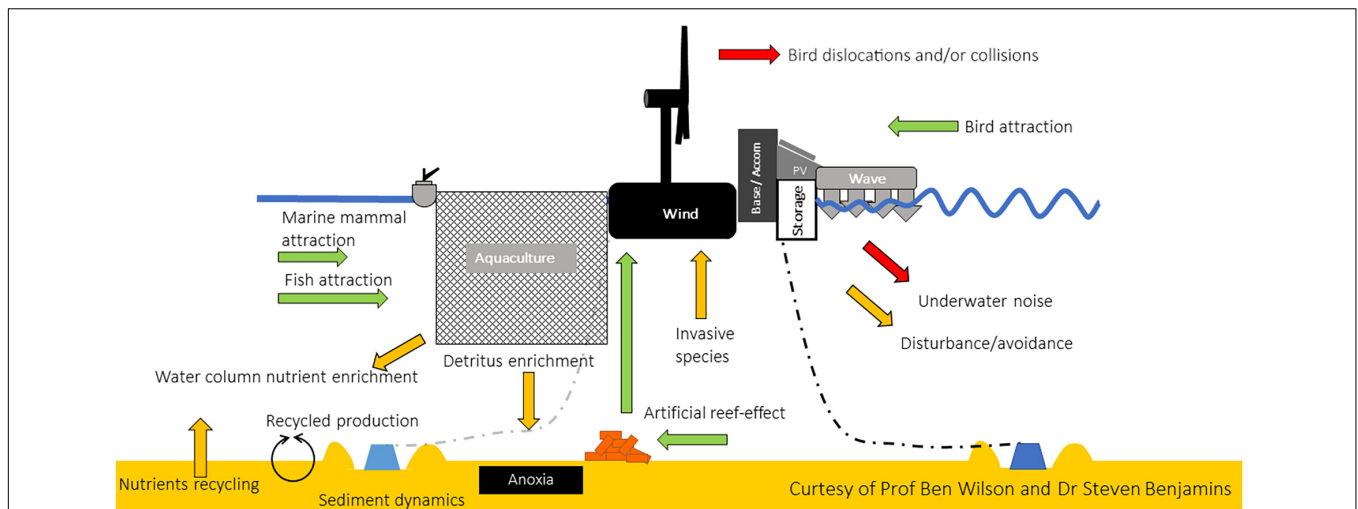 Bird dislocations and/or collisions
Bird attraction
Base/ Accom
PV
Wave
Storage
Wind
Marine mammal
attraction
Aquaculture
Fish attraction
Underwater noise
Invasive
species
Disturbance/avoidance
Detritus enrichment
Water column nutrient enrichment
Recycled production
Artificial reef-effect
Nutrients recycling
Anoxia
Sediment dynamics
Curtesy of Prof Ben Wilson and Dr Steven Benjamins